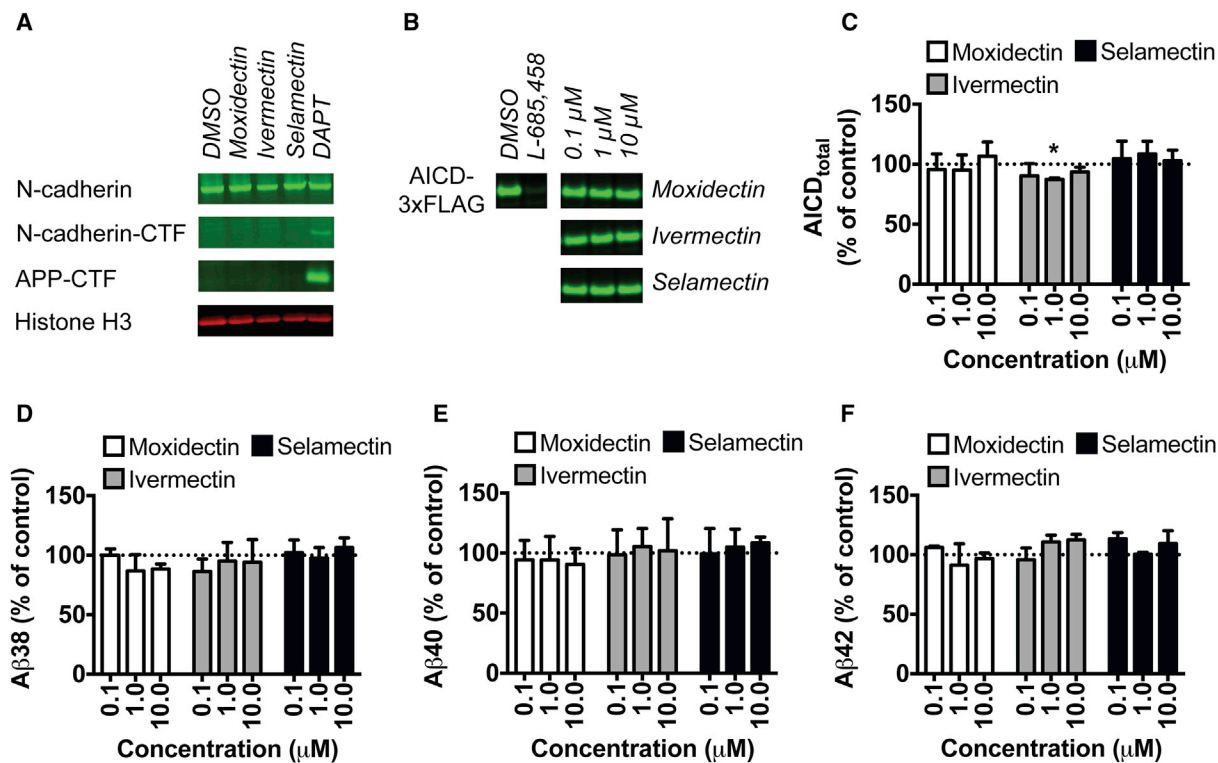 A
DMSO
Moxidectin
Ivermectin
Selamectin
DAPT
N-cadherin
N-cadherin-CTF
APP-CTF
Histone H3
B
DMSO
L-685,458
0.1 µM
1 µM
10 µM
AICD-
3xFLAG
Moxidectin
Ivermectin
Selamectin
C
Moxidectin Selamectin
Ivermectin
AICDtotal
(% of control)
150
100
50
0
*
0.1 1.0 10.0 0.1 1.0 10.0 0.1 1.0 10.0
Concentration (µM)
D
Moxidectin Selamectin
Ivermectin
Aβ38 (% of control)
150
100
50
0
0.1 1.0 10.0 0.1 1.0 10.0 0.1 1.0 10.0
Concentration (µM)
E
Moxidectin Selamectin
Ivermectin
Aβ40 (% of control)
150
100
50
0
0.1 1.0 10.0 0.1 1.0 10.0 0.1 1.0 10.0
Concentration (µM)
F
Moxidectin Selamectin
Ivermectin
Aβ42 (% of control)
150
100
50
0
0.1 1.0 10.0 0.1 1.0 10.0 0.1 1.0 10.0
Concentration (µM)